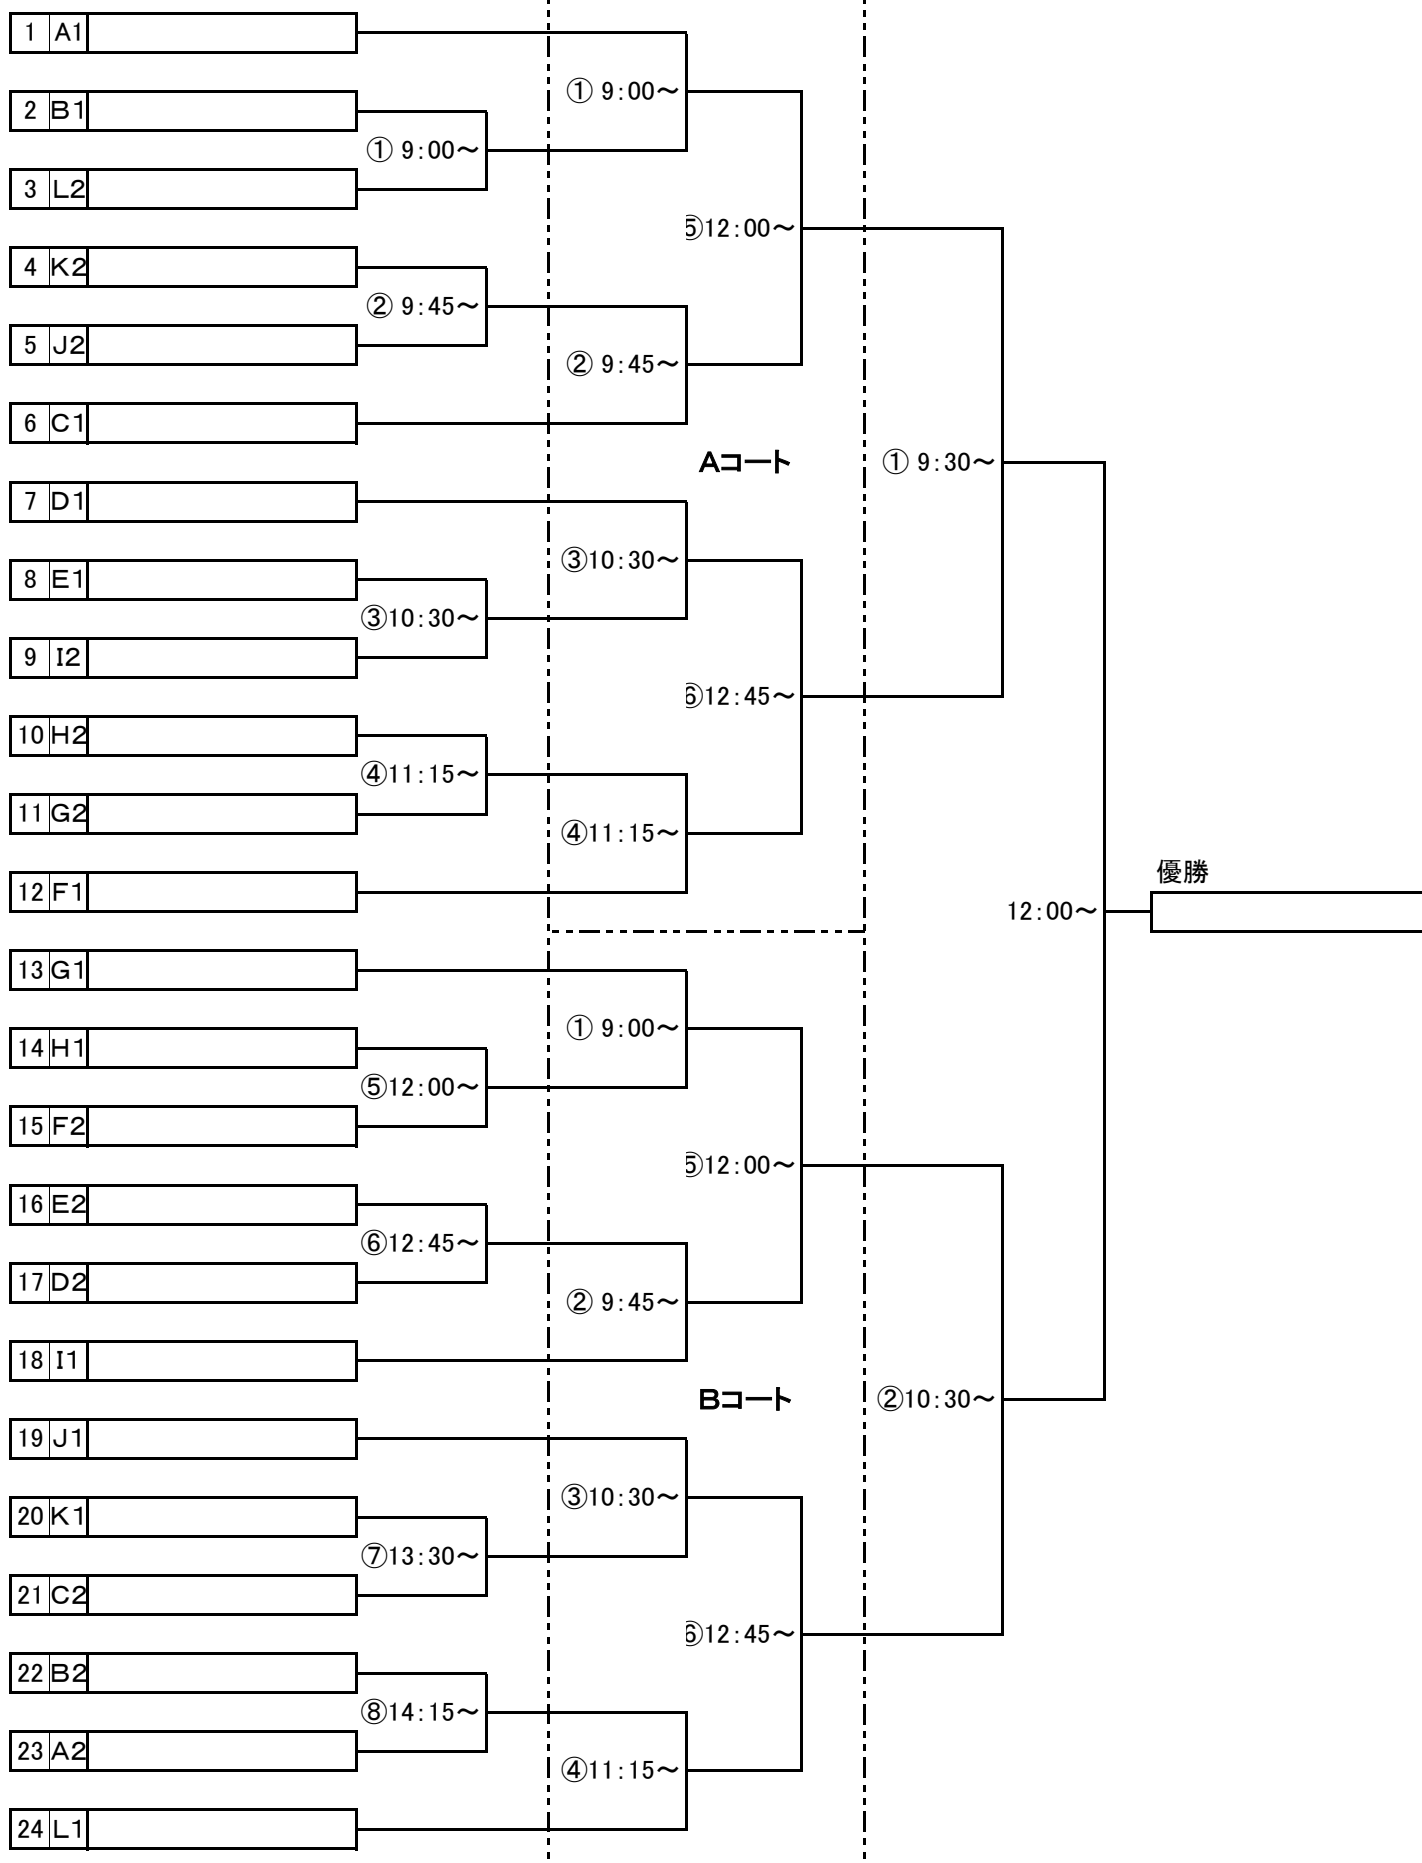 1 A1
① 9:00～
2 B1
① 9:00～
3 L2
⑤12:00～
4 K2
② 9:45～
5 J2
② 9:45～
6 C1
Aコート
① 9:30～
7 D1
③10:30～
8 E1
③10:30～
9 I2
⑥12:45～
10 H2
④11:15～
11 G2
④11:15～
優勝
12 F1
12:00～
13 G1
① 9:00～
14 H1
⑤12:00～
15 F2
⑤12:00～
16 E2
⑥12:45～
17 D2
② 9:45～
18 I1
Bコート
②10:30～
19 J1
③10:30～
20 K1
⑦13:30～
21 C2
⑥12:45～
22 B2
⑧14:15～
23 A2
④11:15～
24 L1